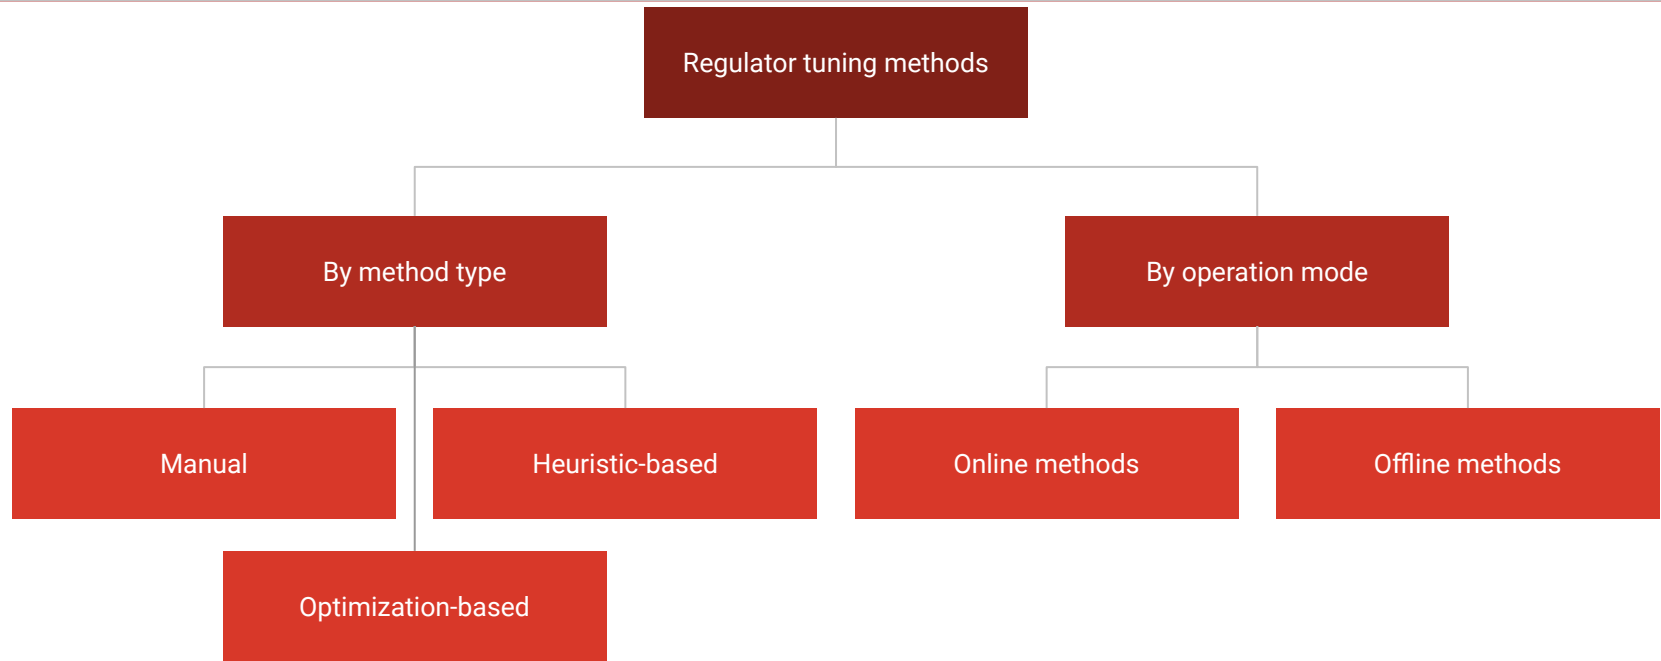 Regulator tuning methods
By method type
By operation mode
Manual
Heuristic-based
Online methods
Offline methods
Optimization-based